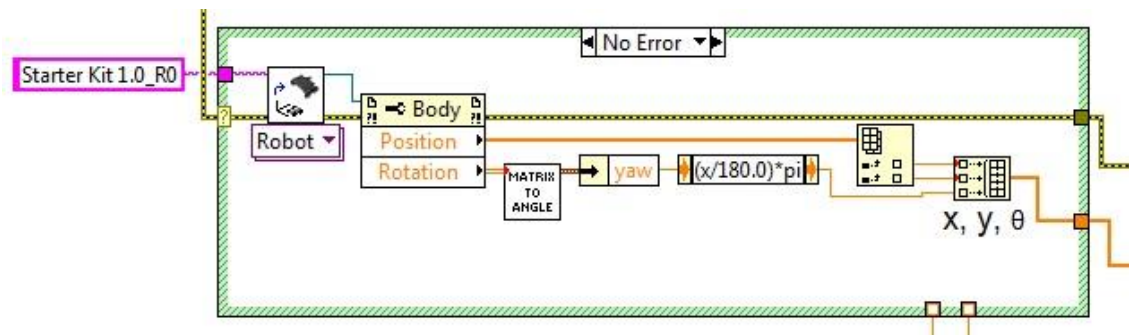 No Error
Starter Kit 1.0_R0
?
Robot
Body
?!
?!
Position
Rotation
MATRIX
TO
ANGLE
yaw
(x/180.0)*pi
x, y, θ